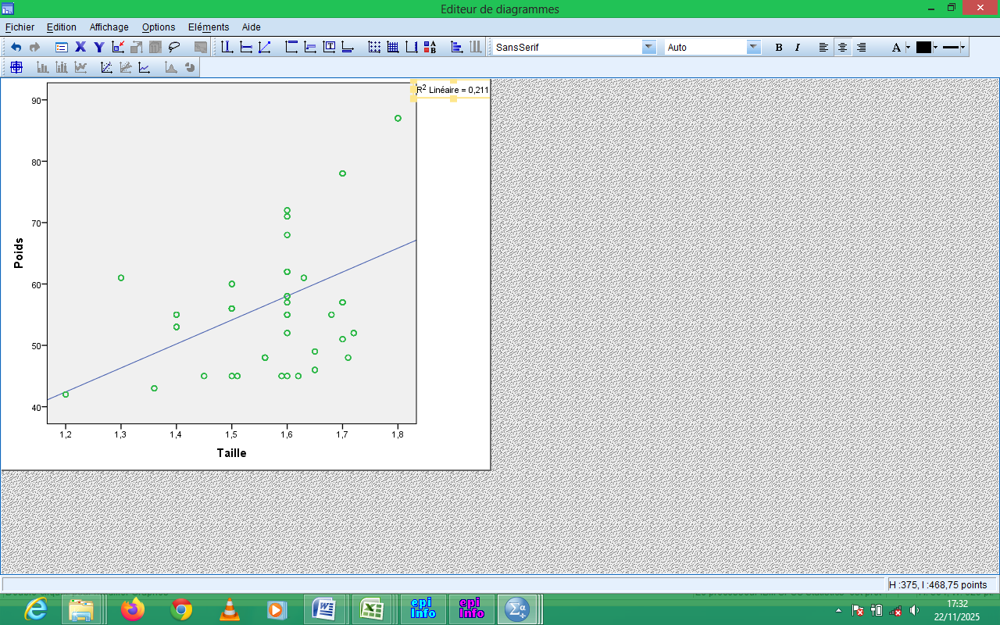 Editeur de diagrammes
Fichier Edition Affichage Options Eléments Aide
X Y
SansSerif Auto B I A
R² Linéaire = 0,211
90
80
70
60
50
40
Poids
1,2 1,3 1,4 1,5 1,6 1,7 1,8
Taille
H :375, l :468,75 points
epi info
epi info
17:32
22/11/2025